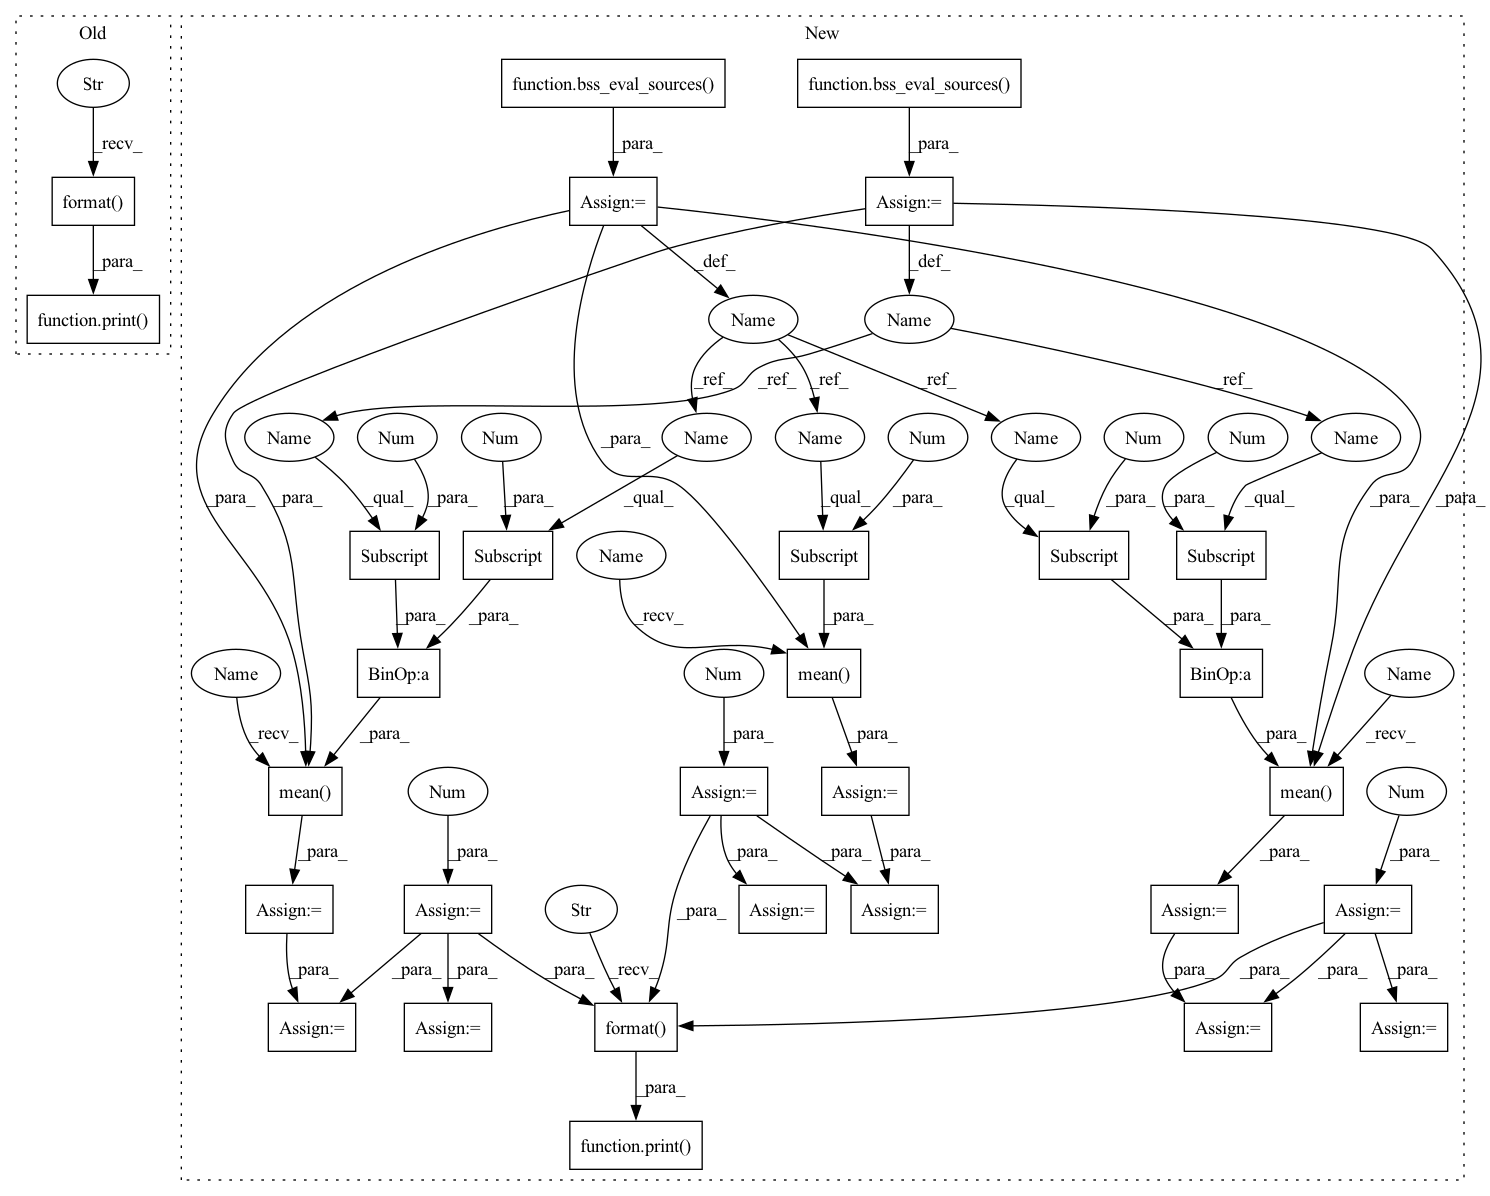 Old
New
Str
function.bss_eval_sources()
function.bss_eval_sources()
_recv_
_para_
_para_
format()
Assign:=
Assign:=
_para_
_def_
_def_
function.print()
Name
Name
_ref_
_ref_
_ref_
_ref_
_ref_
Name
Num
Num
_para_
Name
Name
Num
Name
Num
Num
Name
_para_
_para_
_qual_
_para_
_para_
_qual_
_qual_
_para_
_qual_
_para_
_para_
_qual_
_para_
_para_
Subscript
Subscript
Name
Subscript
Subscript
Subscript
_para_
_para_
_recv_
_para_
_para_
_para_
Name
BinOp:a
Num
mean()
BinOp:a
Name
_recv_
_para_
_para_
_para_
_para_
_recv_
mean()
Num
Assign:=
Assign:=
mean()
Num
_para_
_para_
_para_
_para_
_para_
_para_
_para_
Assign:=
Assign:=
Str
_para_
Assign:=
Assign:=
Assign:=
Assign:=
_para_
_para_
_para_
_para_
_recv_
_para_
_para_
_para_
_para_
Assign:=
Assign:=
format()
Assign:=
Assign:=
_para_
function.print()